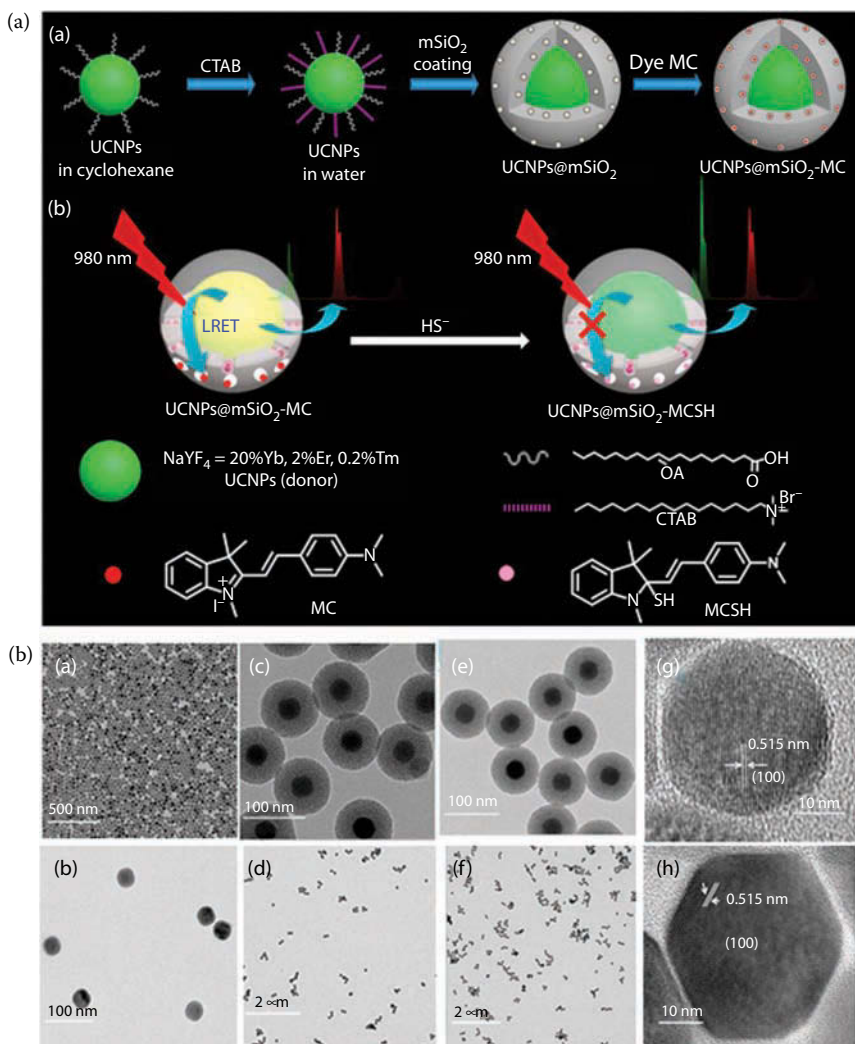 (a)
(a)
CTAB
mSiO₂
coating
Dye MC
UCNPs
in cyclohexane
UCNPs
in water
UCNPs@mSiO₂
UCNPs@mSiO₂-MC
(b)
980 nm
LRET
HS⁻
980 nm
UCNPs@mSiO₂-MC
UCNPs@mSiO₂-MCSH
NaYF₄ = 20%Yb, 2%Er, 0.2%Tm
UCNPs (donor)
OH
O
OA
Br⁻
N±
CTAB
N
N
+
I⁻
MC
N
N
SH
MCSH
(b)
(a)
500 nm
(c)
100 nm
(e)
100 nm
(g)
0.515 nm
(100)
10 nm
(b)
100 nm
(d)
2 ∝m
(f)
2 ∝m
(h)
0.515 nm
(100)
10 nm